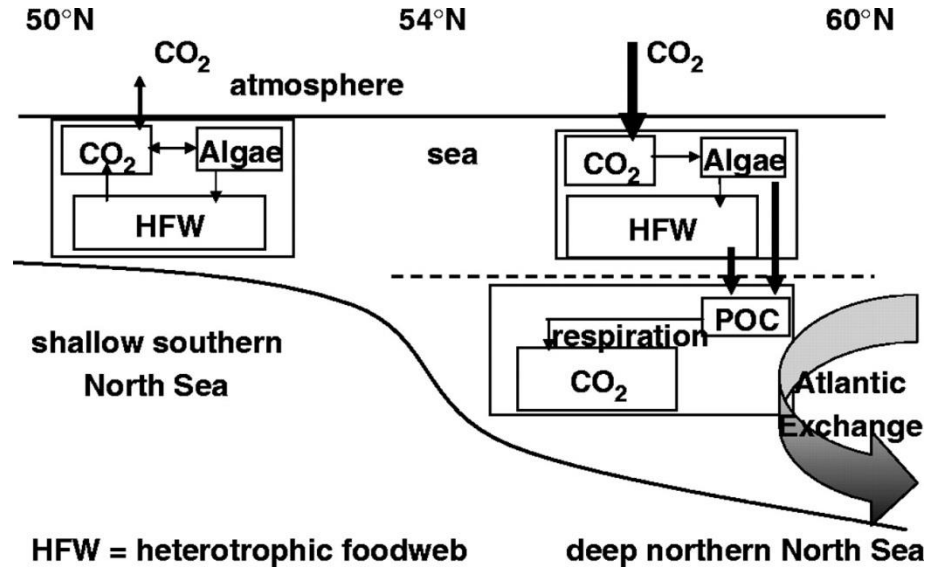 50°N 54°N 60°N
CO₂ CO₂
atmosphere
CO₂ Algae sea CO₂ Algae
HFW HFW
POC
respiration
shallow southern
North Sea
CO₂
Atlantic
Exchange
HFW = heterotrophic foodweb deep northern North Sea